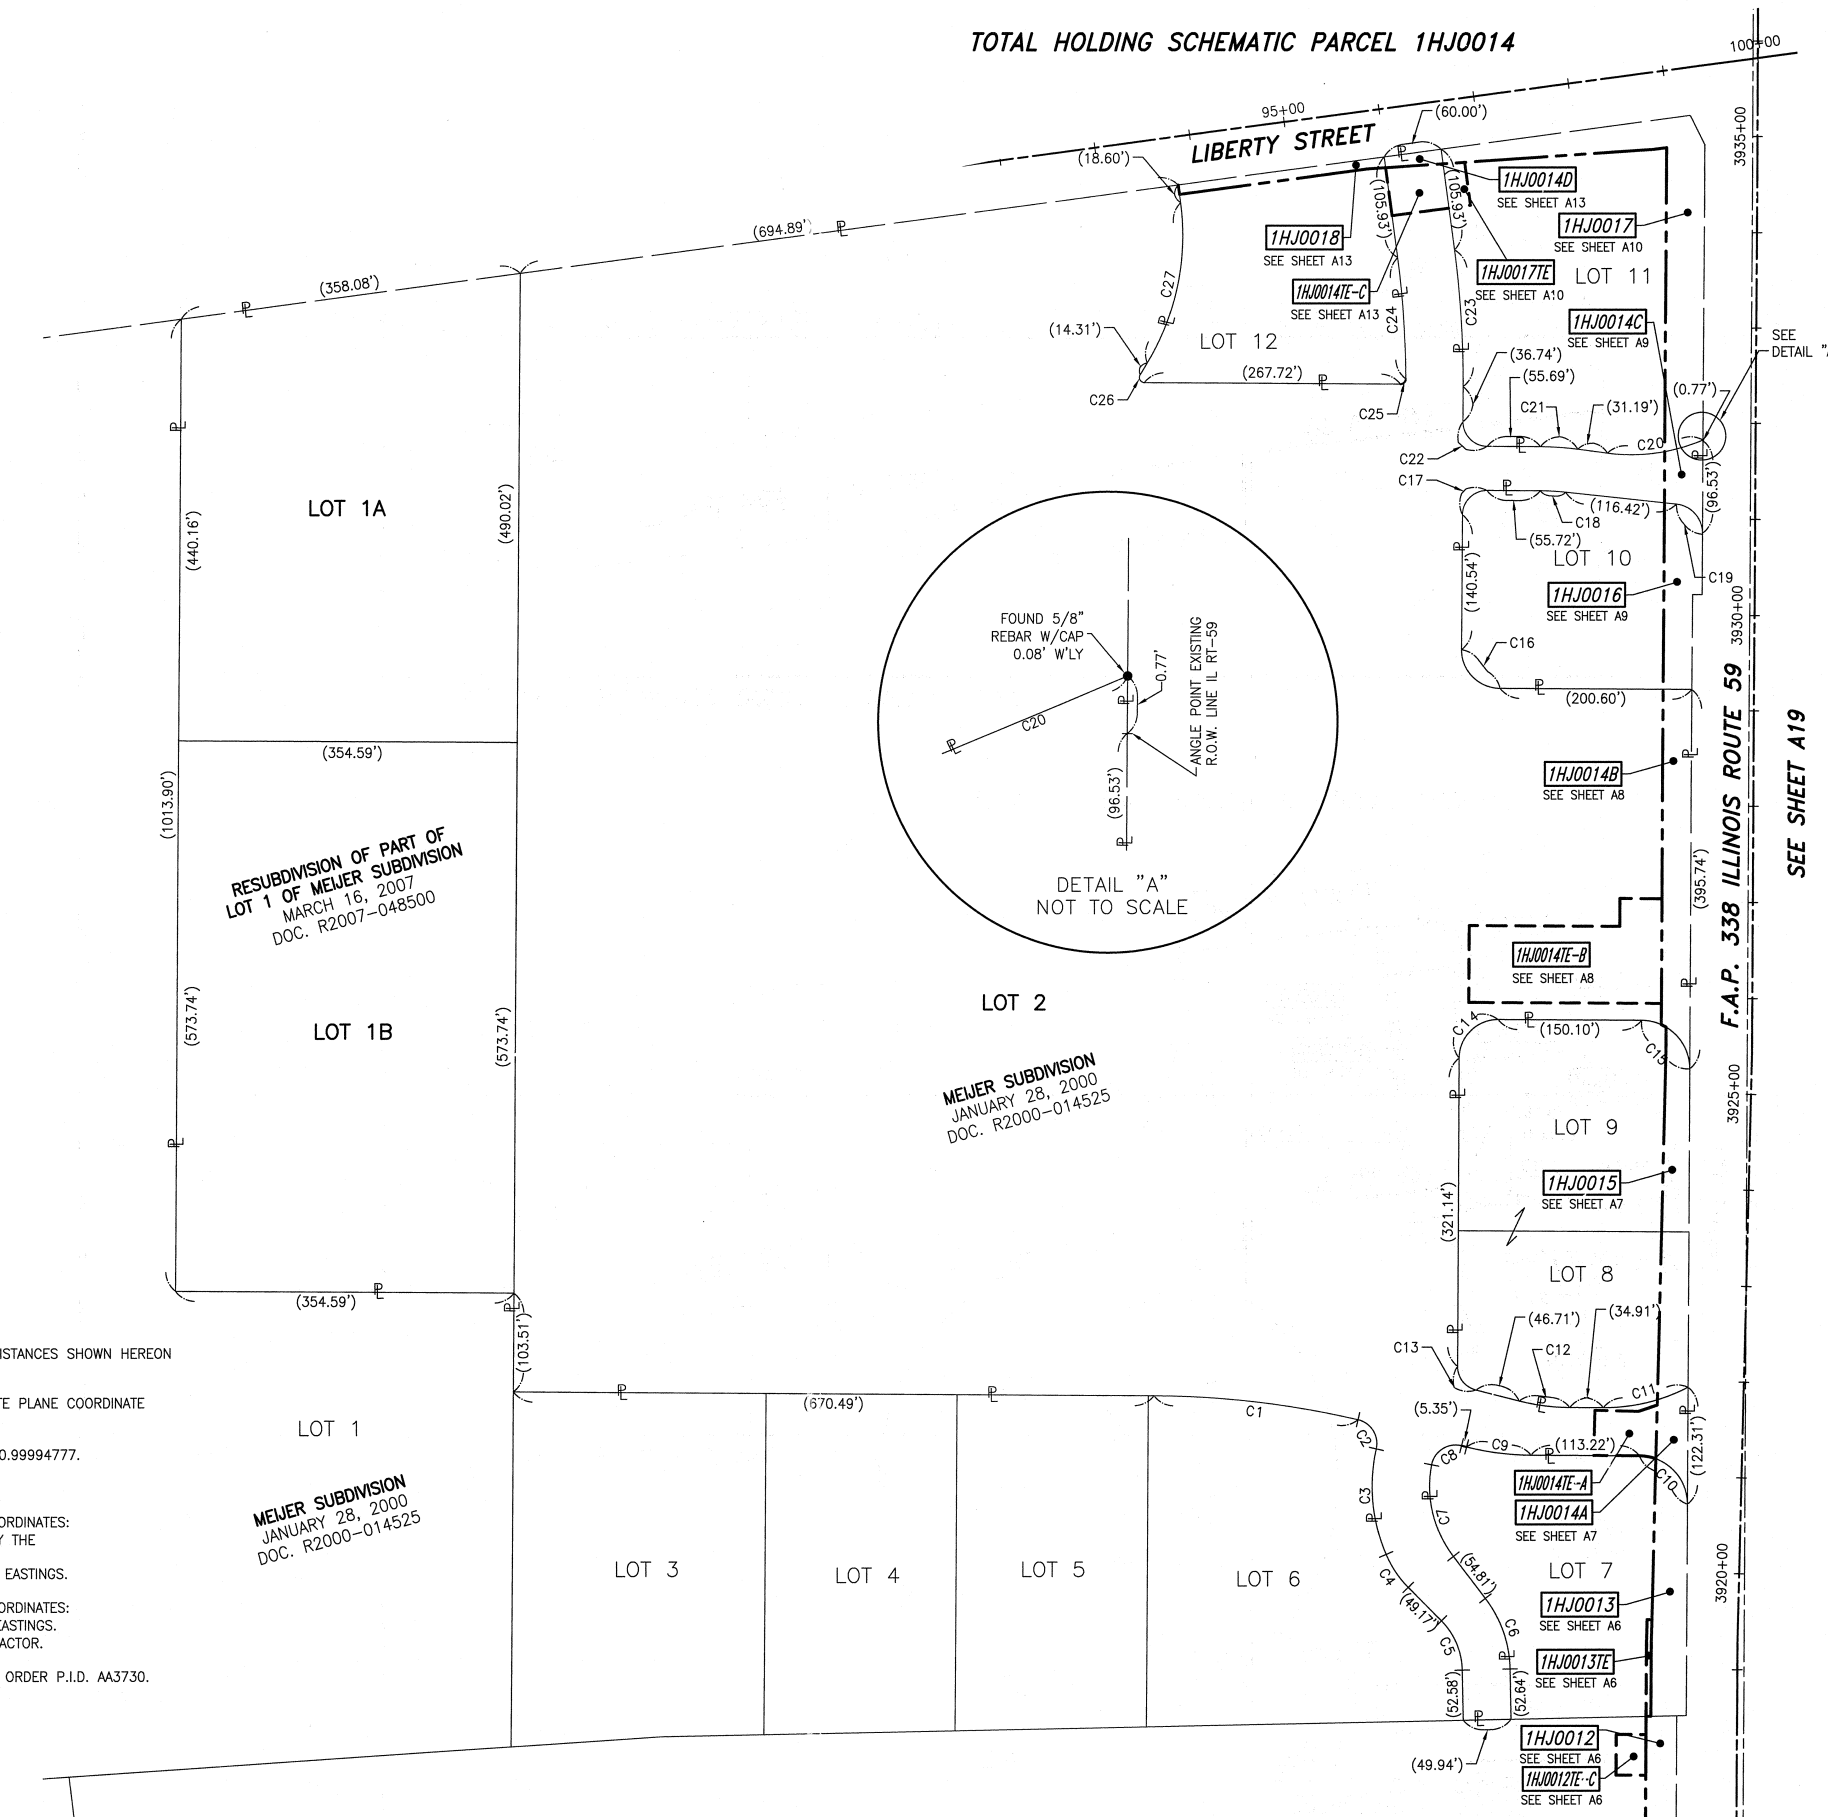 TOTAL HOLDING SCHEMATIC PARCEL 1HJ0014
100+00
95+00
LIBERTY STREET
(60.00')
(18.60')
3935+00
1HJ0014D
SEE SHEET A13
1HJ0017
SEE SHEET A10
(105.93')
(105.93')
1HJ0018
SEE SHEET A13
1HJ0017TE
SEE SHEET A10
LOT 11
1HJ0014TE-C
SEE SHEET A13
1HJ0014C
SEE SHEET A9
SEE
DETAIL "A
(694.89')
(358.08')
C27
C24
C23
(14.31')
LOT 12
(267.72')
C26
C25
(36.74')
(55.69')
C21
(31.19')
(0.77')
C20
C22
C17
(96.53')
(116.42')
C18
(55.72')
LOT 10
C19
(140.54')
1HJ0016
SEE SHEET A9
3930+00
C16
(200.60')
LOT 1A
(440.16')
(490.02')
(354.59')
(1013.90')
FOUND 5/8"
REBAR W/CAP
0.08' W'LY
0.77'
ANGLE POINT EXISTING
R.O.W. LINE IL RT-59
C20
(96.53')
DETAIL "A"
NOT TO SCALE
1HJ0014B
SEE SHEET A8
F.A.P. 338 ILLINOIS ROUTE 59
SEE SHEET A19
(395.74')
RESUBDIVISION OF PART OF
LOT 1 OF MEIJER SUBDIVISION
MARCH 16, 2007
DOC. R2007-048500
1HJ0014TE-B
SEE SHEET A8
LOT 2
LOT 1B
(573.74')
(573.74')
C14
(150.10')
C15
MEIJER SUBDIVISION
JANUARY 28, 2000
DOC. R2000-014525
3925+00
LOT 9
1HJ0015
SEE SHEET A7
(321.14')
LOT 8
(354.59')
(103.51')
(46.71')
(34.91')
C13
C12
C11
ISTANCES SHOWN HEREON
TE PLANE COORDINATE
0.99994777.
ORDINATES:
Y THE
EASTINGS.
ORDINATES:
EASTINGS.
ACTOR.
ORDER P.I.D. AA3730.
LOT 1
MEIJER SUBDIVISION
JANUARY 28, 2000
DOC. R2000-014525
(670.49')
C1
C2
(5.35')
C8
C9
(113.22')
C10
(122.31')
C3
C7
1HJ0014TE-A
1HJ0014A
SEE SHEET A7
LOT 3
LOT 4
LOT 5
LOT 6
C4
(54.81')
(49.17')
C5
C6
LOT 7
3920+00
1HJ0013
SEE SHEET A6
1HJ0013TE
SEE SHEET A6
(52.58')
(52.64')
(49.94')
1HJ0012
SEE SHEET A6
1HJ0012TE-C
SEE SHEET A6